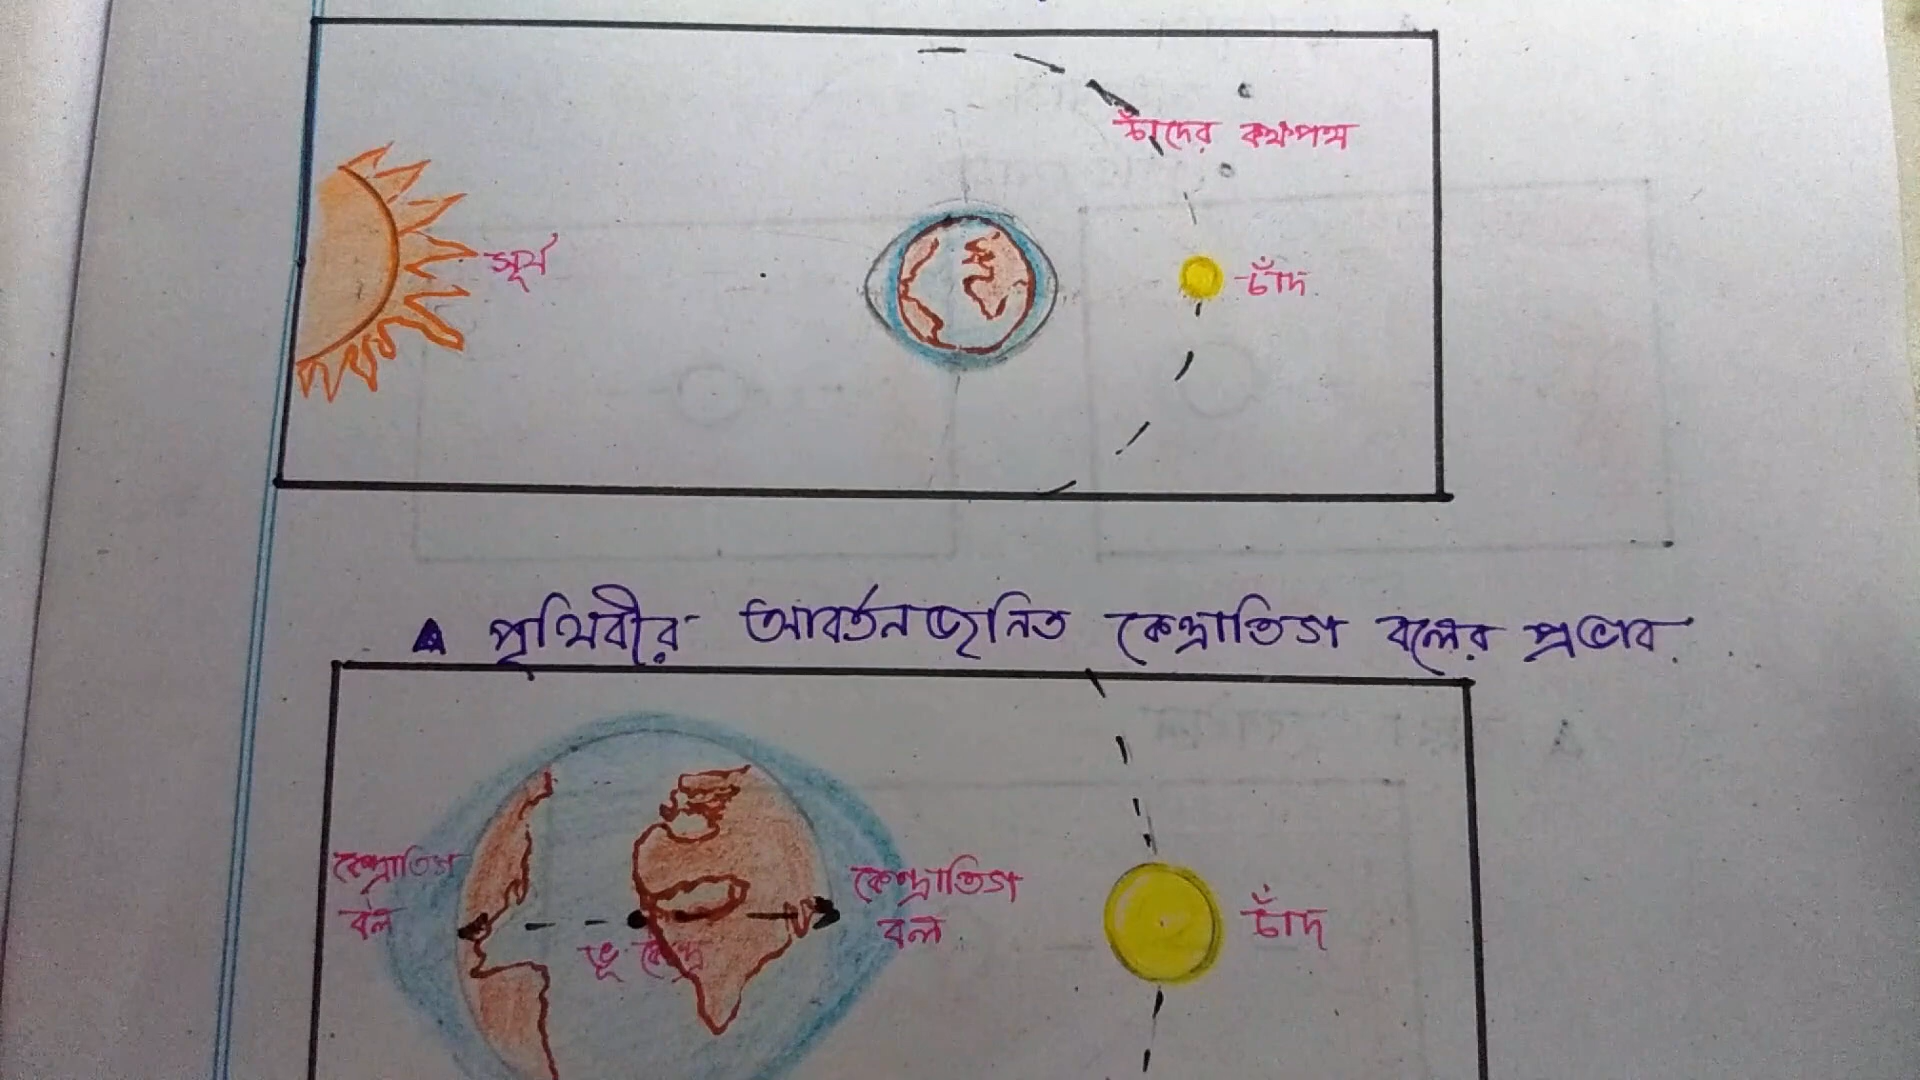 চাঁদের কক্ষপথ
সূর্য
চাঁদ
▲ পৃথিবীর আবর্তনজনিত কেন্দ্রাতিগ বলের প্রভাব.
কেন্দ্রাতিগ
বল
কেন্দ্রাতিগ
বল
ভূ কেন্দ্র
চাঁদ